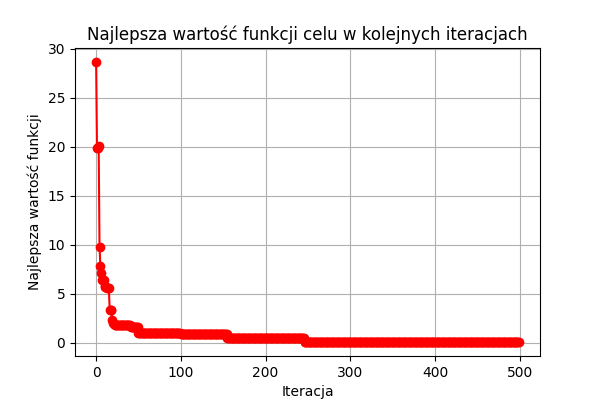 Najlepsza wartość funkcji celu w kolejnych iteracjach
Najlepsza wartość funkcji
30
25
20
15
10
5
0
0 100 200 300 400 500
Iteracja